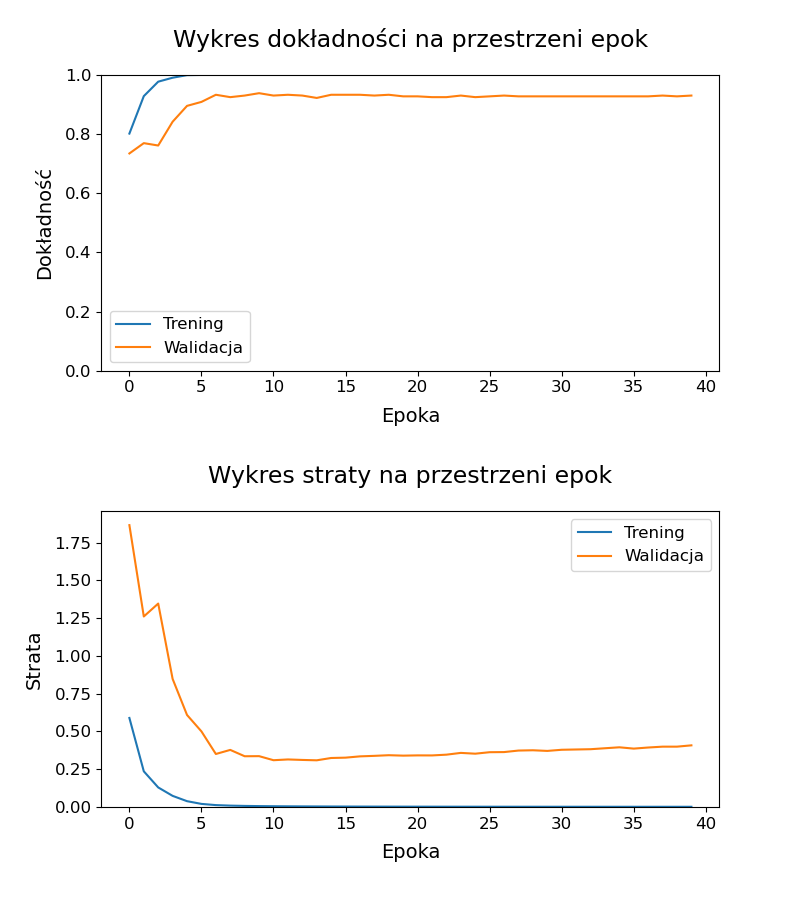 Wykres dokładności na przestrzeni epok
1.0
0.8
0.6
0.4
0.2
0.0
Dokładność
Trening
Walidacja
0 5 10 15 20 25 30 35 40
Epoka
Wykres straty na przestrzeni epok
1.75
1.50
1.25
1.00
0.75
0.50
0.25
0.00
Strata
Trening
Walidacja
0 5 10 15 20 25 30 35 40
Epoka